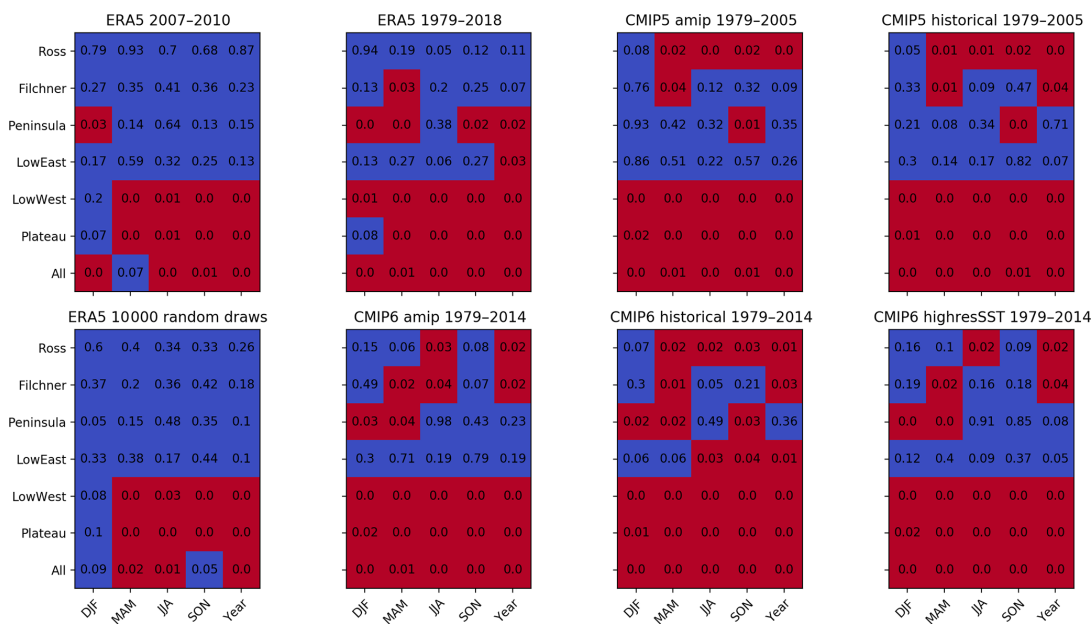 ERA5 2007–2010 ERA5 1979–2018 CMIP5 amip 1979–2005 CMIP5 historical 1979–2005
Ross 0.79 0.93 0.7 0.68 0.87 0.94 0.19 0.05 0.12 0.11 0.08 0.02 0.0 0.02 0.0 0.05 0.01 0.01 0.02 0.0
Filchner 0.27 0.35 0.41 0.36 0.23 0.13 0.03 0.2 0.25 0.07 0.76 0.04 0.12 0.32 0.09 0.33 0.01 0.09 0.47 0.04
Peninsula 0.03 0.14 0.64 0.13 0.15 0.0 0.0 0.38 0.02 0.02 0.93 0.42 0.32 0.01 0.35 0.21 0.08 0.34 0.0 0.71
LowEast 0.17 0.59 0.32 0.25 0.13 0.13 0.27 0.06 0.27 0.03 0.86 0.51 0.22 0.57 0.26 0.3 0.14 0.17 0.82 0.07
LowWest 0.2 0.0 0.01 0.0 0.0 0.01 0.0 0.0 0.0 0.0 0.0 0.0 0.0 0.0 0.0 0.0 0.0 0.0 0.0 0.0
Plateau 0.07 0.0 0.01 0.0 0.0 0.08 0.0 0.0 0.0 0.0 0.02 0.0 0.0 0.0 0.0 0.01 0.0 0.0 0.0 0.0
All 0.0 0.07 0.0 0.01 0.0 0.0 0.01 0.0 0.0 0.0 0.0 0.01 0.0 0.01 0.0 0.0 0.0 0.0 0.01 0.0
ERA5 10000 random draws CMIP6 amip 1979–2014 CMIP6 historical 1979–2014 CMIP6 highresSST 1979–2014
Ross 0.6 0.4 0.34 0.33 0.26 0.15 0.06 0.03 0.08 0.02 0.07 0.02 0.02 0.03 0.01 0.16 0.1 0.02 0.09 0.02
Filchner 0.37 0.2 0.36 0.42 0.18 0.49 0.02 0.04 0.07 0.02 0.3 0.01 0.05 0.21 0.03 0.19 0.02 0.16 0.18 0.04
Peninsula 0.05 0.15 0.48 0.35 0.1 0.03 0.04 0.98 0.43 0.23 0.02 0.02 0.49 0.03 0.36 0.0 0.0 0.91 0.85 0.08
LowEast 0.33 0.38 0.17 0.44 0.1 0.3 0.71 0.19 0.79 0.19 0.06 0.06 0.03 0.04 0.01 0.12 0.4 0.09 0.37 0.05
LowWest 0.08 0.0 0.03 0.0 0.0 0.0 0.0 0.0 0.0 0.0 0.0 0.0 0.0 0.0 0.0 0.0 0.0 0.0 0.0 0.0
Plateau 0.1 0.0 0.0 0.0 0.0 0.02 0.0 0.0 0.0 0.0 0.01 0.0 0.0 0.0 0.0 0.02 0.0 0.0 0.0 0.0
All 0.09 0.02 0.01 0.05 0.0 0.0 0.01 0.0 0.0 0.0 0.0 0.0 0.0 0.0 0.0 0.0 0.0 0.0 0.0 0.0
DJF MAM JJA SON Year DJF MAM JJA SON Year DJF MAM JJA SON Year DJF MAM JJA SON Year